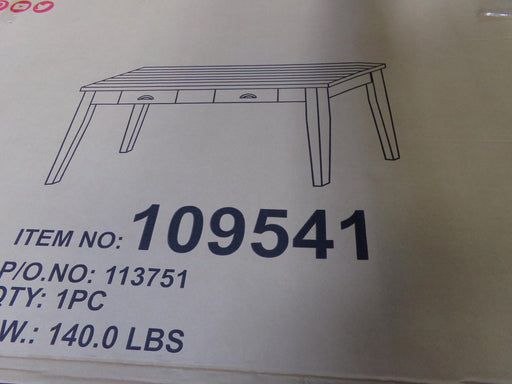 ITEM NO: 109541
P/O.NO: 113751
QTY: 1PC
W.: 140.0 LBS